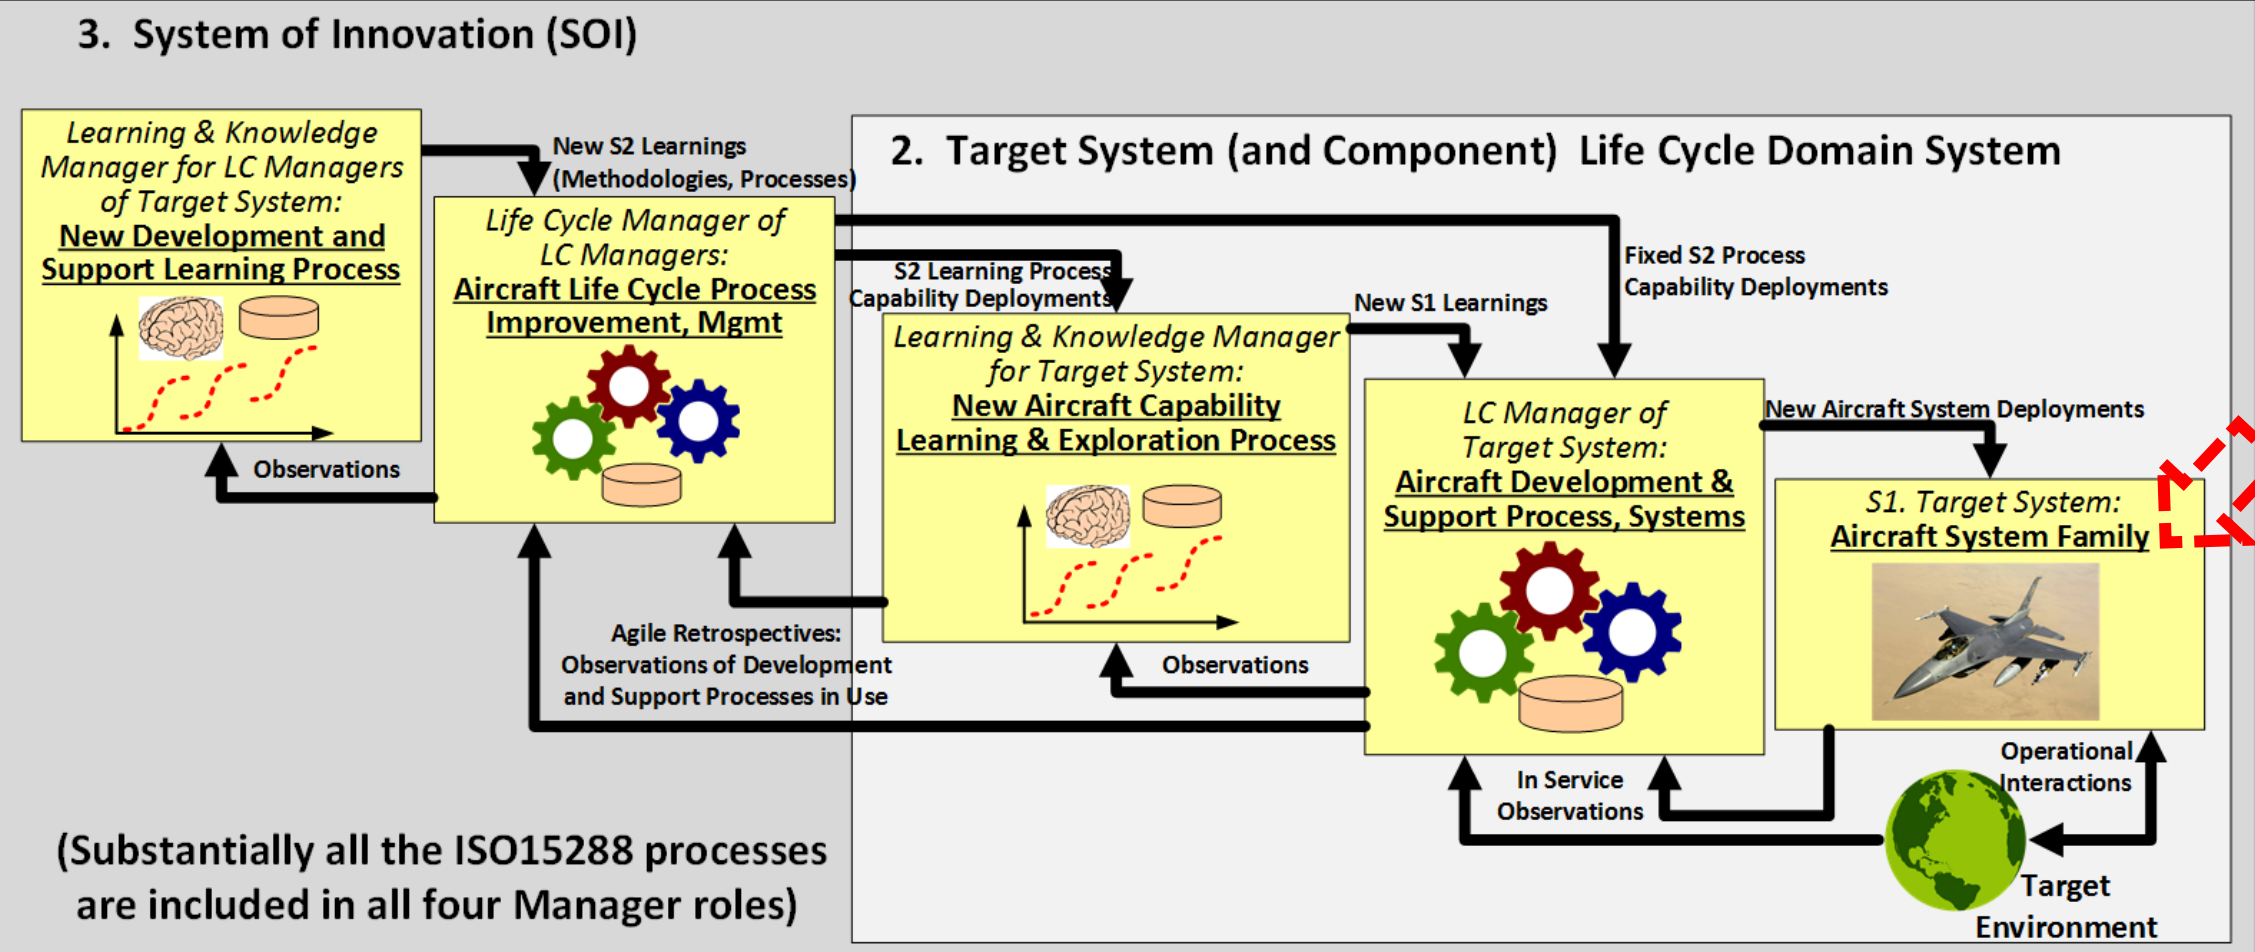 3. System of Innovation (SOI)
Learning & Knowledge
Manager for LC Managers
of Target System:
New Development and
Support Learning Process
New S2 Learnings
(Methodologies, Processes)
2. Target System (and Component) Life Cycle Domain System
Life Cycle Manager of
LC Managers:
Aircraft Life Cycle Process
Improvement, Mgmt
S2 Learning Process
Capability Deployments
Fixed S2 Process
Capability Deployments
New S1 Learnings
Learning & Knowledge Manager
for Target System:
New Aircraft Capability
Learning & Exploration Process
LC Manager of
Target System:
Aircraft Development &
Support Process, Systems
New Aircraft System Deployments
S1. Target System:
Aircraft System Family
Observations
Agile Retrospectives:
Observations of Development
and Support Processes in Use
Observations
In Service
Observations
Operational
Interactions
Target
Environment
(Substantially all the ISO15288 processes
are included in all four Manager roles)